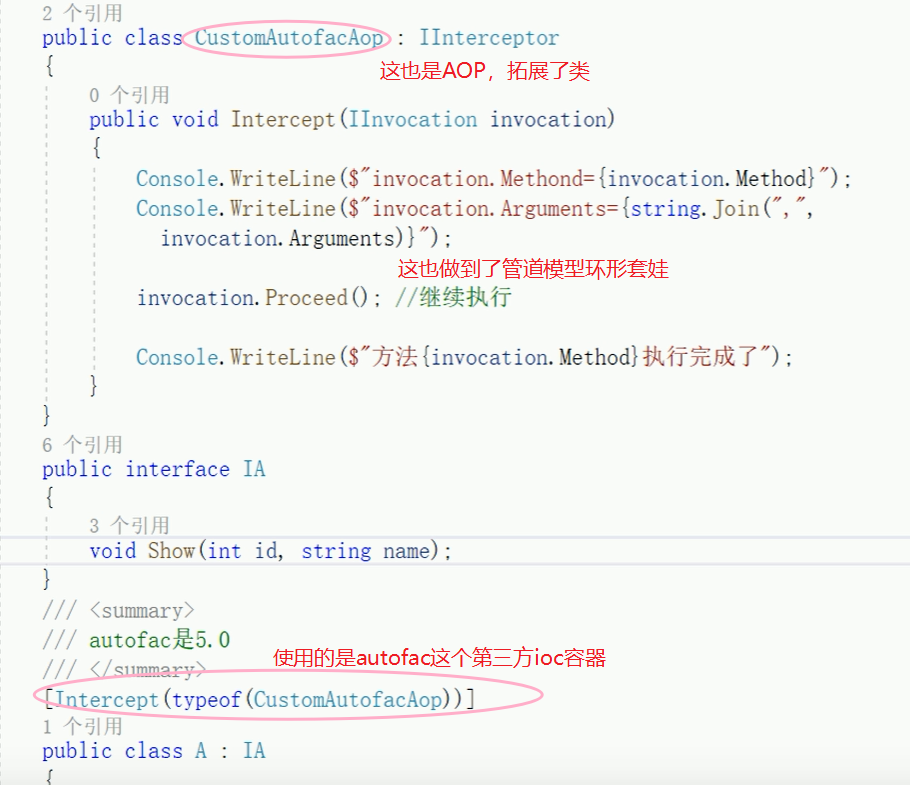 2 个引用
public class CustomAutofacAop : IInterceptor
{
这也是AOP，拓展了类
0 个引用
public void Intercept(IInvocation invocation)
{
Console.WriteLine($"invocation.Methond={invocation.Method}");
Console.WriteLine($"invocation.Arguments={string.Join(",",
invocation.Arguments)}");
这也做到了管道模型环形套娃
invocation.Proceed(); //继续执行
Console.WriteLine($"方法{invocation.Method}执行完成了");
}
}
6 个引用
public interface IA
{
3 个引用
void Show(int id, string name);
}
/// <summary>
/// autofac是5.0
/// </summary>
使用的是autofac这个第三方ioc容器
[Intercept(typeof(CustomAutofacAop))]
1 个引用
public class A : IA
{